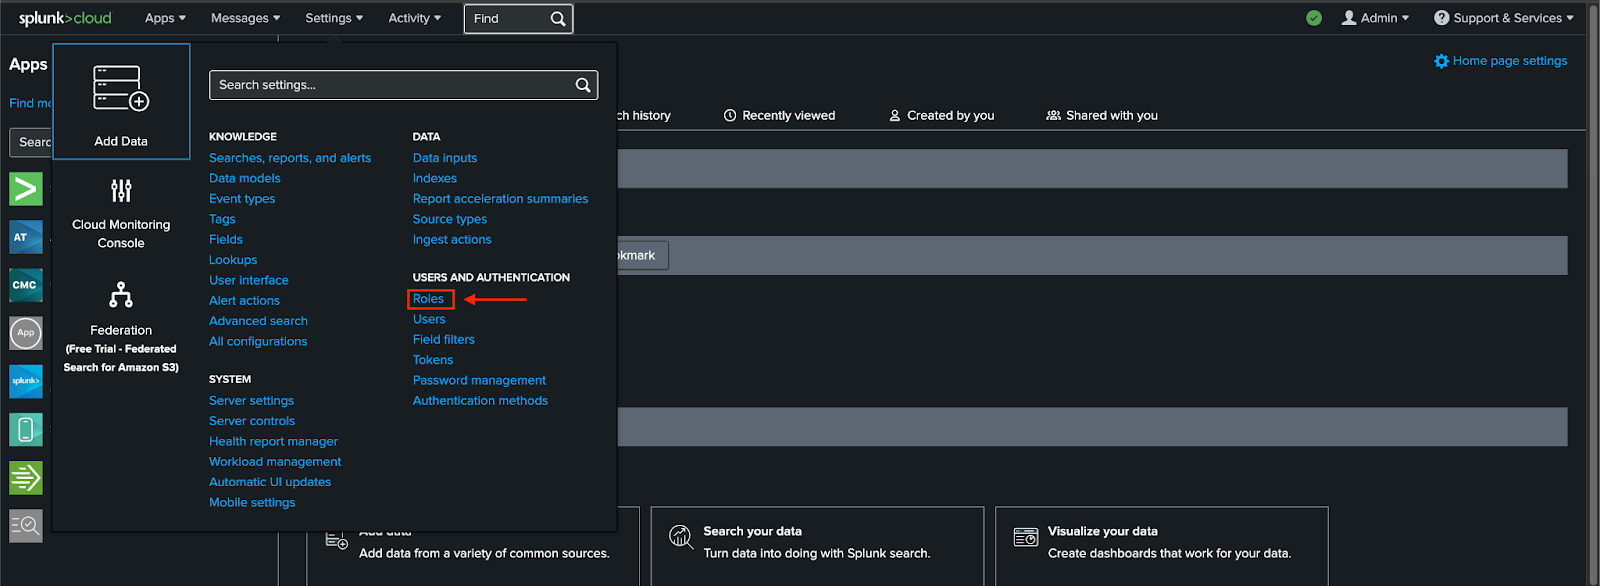 splunk>cloud Apps Messages Settings Activity Find Admin Support & Services
Apps
Home page settings
Find mo
Search settings...
Searc
Add Data
ch history Recently viewed Created by you Shared with you
KNOWLEDGE
Searches, reports, and alerts
Data models
Event types
Tags
Fields
Lookups
User interface
Alert actions
Advanced search
All configurations
SYSTEM
Server settings
Server controls
Health report manager
Workload management
Automatic UI updates
Mobile settings
DATA
Data inputs
Indexes
Report acceleration summaries
Source types
Ingest actions
USERS AND AUTHENTICATION
Roles
Users
Field filters
Tokens
Password management
Authentication methods
Cloud Monitoring
Console
Federation
(Free Trial - Federated
Search for Amazon S3)
AT
CMC
App
splunk>
okmark
Add data
Add data from a variety of common sources.
Search your data
Turn data into doing with Splunk search.
Visualize your data
Create dashboards that work for your data.